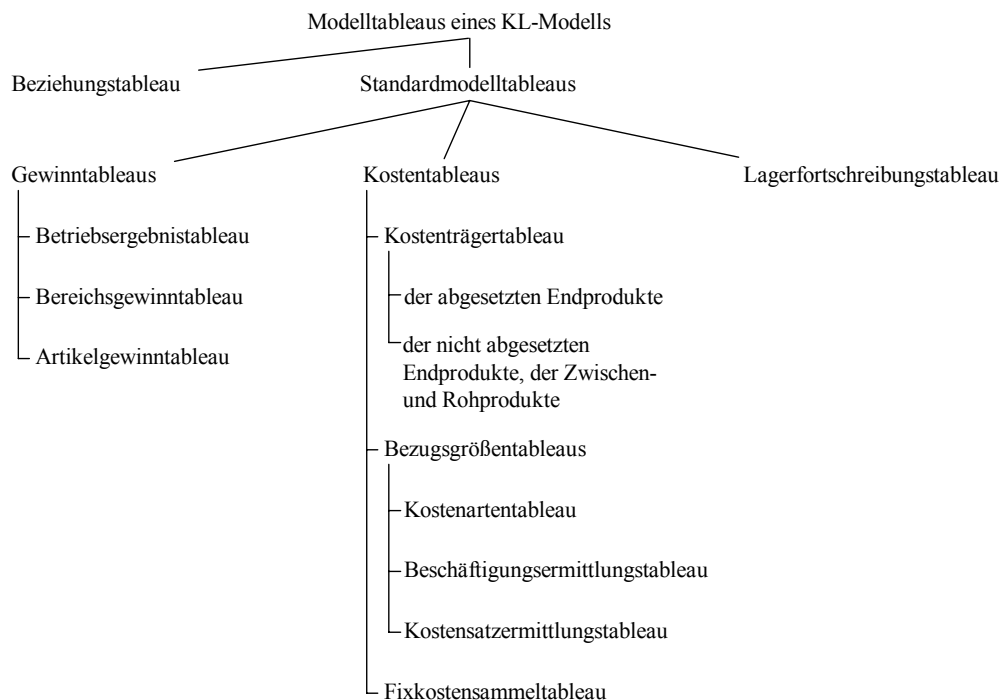 Modelltableaus eines KL-Modells
Beziehungstableau
Standardmodelltableaus
Gewinntableaus
Kostentableaus
Lagerfortschreibungstableau
Betriebsergebnistableau
Kostenträgertableau
Bereichsgewinntableau
der abgesetzten Endprodukte
Artikelgewinntableau
der nicht abgesetzten
Endprodukte, der Zwischen-
und Rohprodukte
Bezugsgrößentableaus
Kostenartentableau
Beschäftigungsermittlungstableau
Kostensatzermittlungstableau
Fixkostensammeltableau